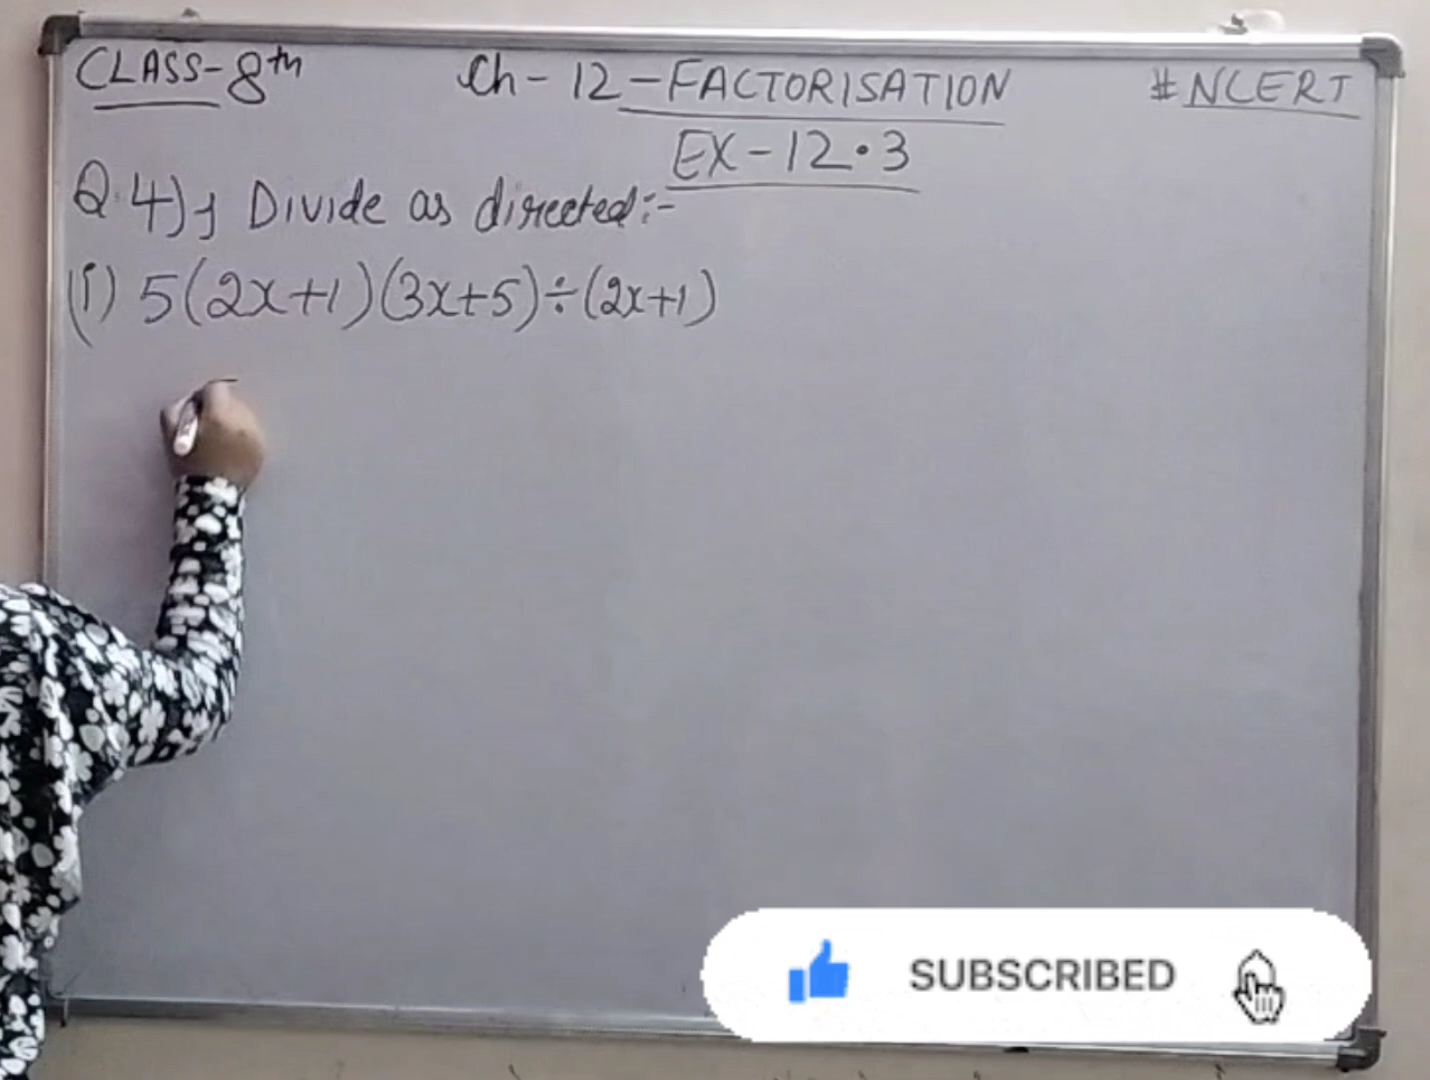 CLASS-8th Ch-12-FACTORISATION #NCERT
EX-12.3
Q.4) Divide as directed:-
(i) 5(2x+1)(3x+5)÷(2x+1)
SUBSCRIBED